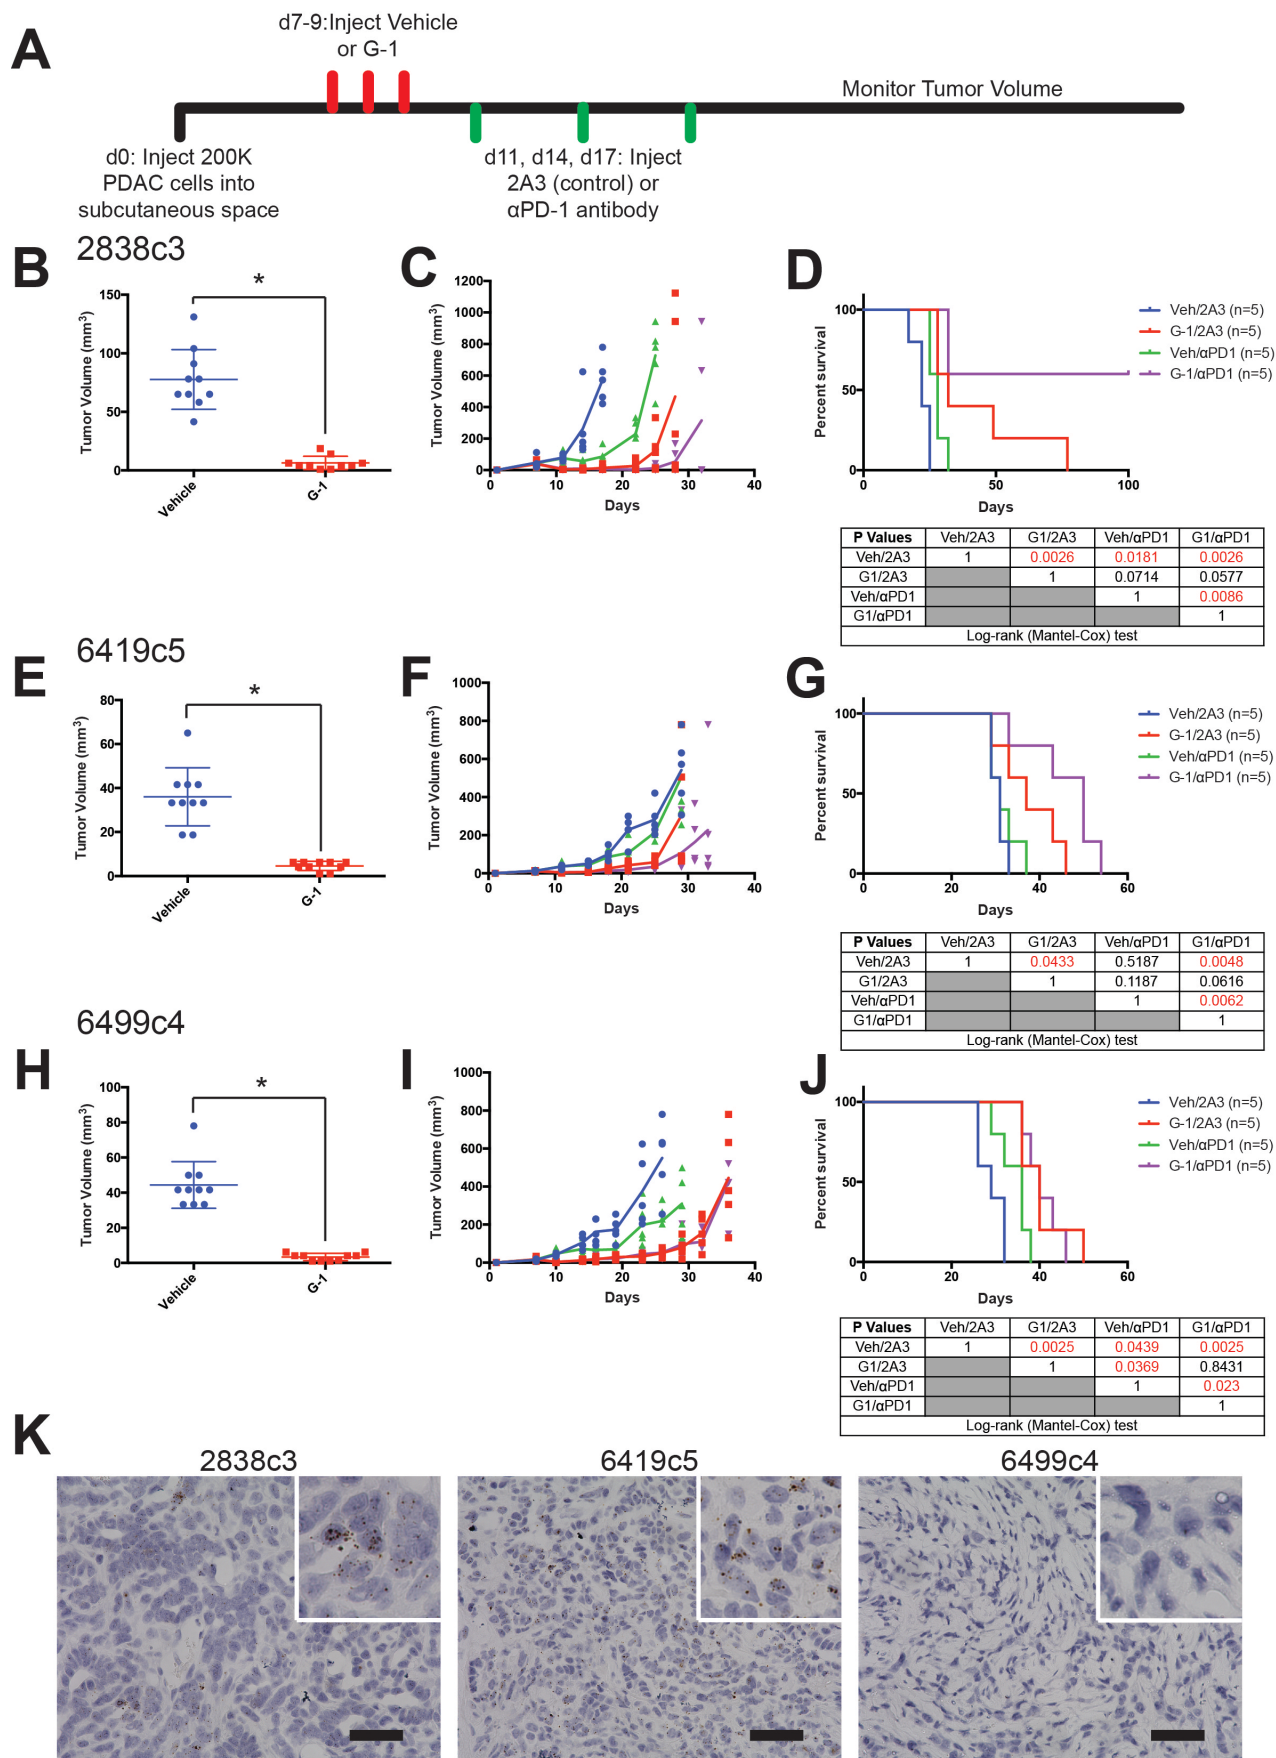 A
d7-9:Inject Vehicle
or G-1
Monitor Tumor Volume
d0: Inject 200K
PDAC cells into
subcutaneous space
d11, d14, d17: Inject
2A3 (control) or
αPD-1 antibody
2838c3
B
Tumor Volume (mm³)
150
100
50
0
*
Vehicle
G-1
C
Tumor Volume (mm³)
1200
1000
800
600
400
200
0
0 10 20 30 40
Days
D
Percent survival
100
50
0
0 50 100
Days
Veh/2A3 (n=5)
G-1/2A3 (n=5)
Veh/αPD1 (n=5)
G-1/αPD1 (n=5)
P Values Veh/2A3 G1/2A3 Veh/αPD1 G1/αPD1
Veh/2A3 1 0.0026 0.0181 0.0026
G1/2A3 1 0.0714 0.0577
Veh/αPD1 1 0.0086
G1/αPD1 1
Log-rank (Mantel-Cox) test
6419c5
E
Tumor Volume (mm³)
80
60
40
20
0
*
Vehicle
G-1
F
Tumor Volume (mm³)
1000
800
600
400
200
0
0 10 20 30 40
Days
G
Percent survival
100
50
0
0 20 40 60
Days
Veh/2A3 (n=5)
G-1/2A3 (n=5)
Veh/αPD1 (n=5)
G-1/αPD1 (n=5)
P Values Veh/2A3 G1/2A3 Veh/αPD1 G1/αPD1
Veh/2A3 1 0.0433 0.5187 0.0048
G1/2A3 1 0.1187 0.0616
Veh/αPD1 1 0.0062
G1/αPD1 1
Log-rank (Mantel-Cox) test
6499c4
H
Tumor Volume (mm³)
100
80
60
40
20
0
*
Vehicle
G-1
I
Tumor Volume (mm³)
1000
800
600
400
200
0
0 10 20 30 40
Days
J
Percent survival
100
50
0
0 20 40 60
Days
Veh/2A3 (n=5)
G-1/2A3 (n=5)
Veh/αPD1 (n=5)
G-1/αPD1 (n=5)
P Values Veh/2A3 G1/2A3 Veh/αPD1 G1/αPD1
Veh/2A3 1 0.0025 0.0439 0.0025
G1/2A3 1 0.0369 0.8431
Veh/αPD1 1 0.023
G1/αPD1 1
Log-rank (Mantel-Cox) test
K
2838c3
6419c5
6499c4